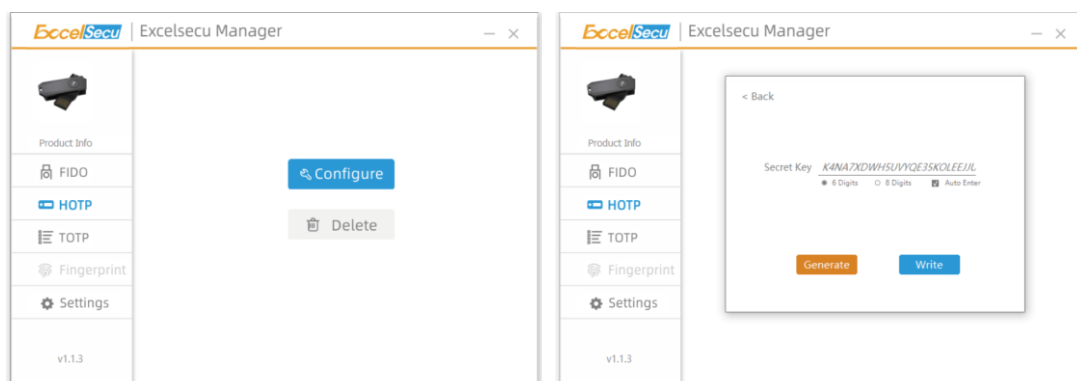 ExcelSecu Excelsecu Manager
Product Info
FIDO
HOTP
TOTP
Fingerprint
Settings
v1.1.3
Configure
Delete
ExcelSecu Excelsecu Manager
Product Info
FIDO
HOTP
TOTP
Fingerprint
Settings
v1.1.3
< Back
Secret Key K4NA7XDWH5UVYQE35KOLEEJJL
6 Digits 8 Digits Auto Enter
Generate Write